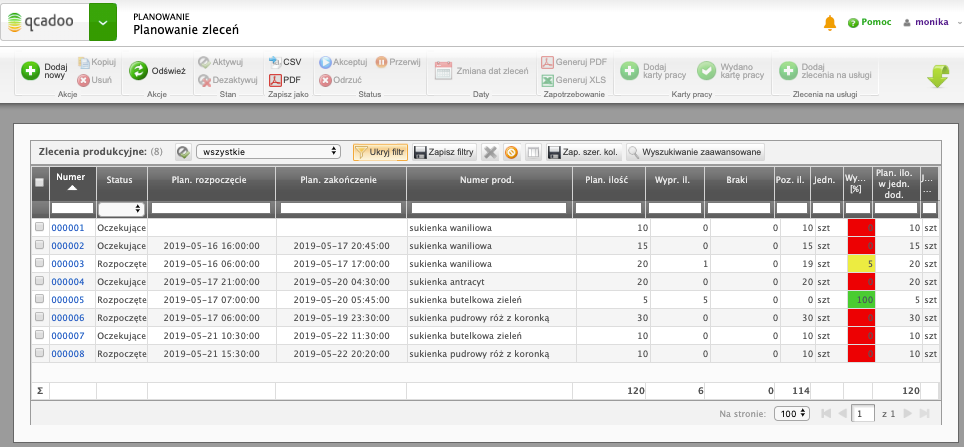 qcadoo
PLANOWANIE
Planowanie zleceń
Pomoc
monika
Dodaj nowy
Kopiuj
Usuń
Akcje
Odśwież
Akcje
Aktywuj
Dezaktywuj
Stan
CSV
PDF
Zapisz jako
Akceptuj
Przerwij
Odrzuć
Status
Zmiana dat zleceń
Daty
Generuj PDF
Generuj XLS
Zapotrzebowanie
Dodaj karty pracy
Wydano kartę pracy
Karty pracy
Dodaj zlecenia na usługi
Zlecenia na usługi
Zlecenia produkcyjne: (8) wszystkie Ukryj filtr Zapisz filtry Zap. szer. kol. Wyszukiwanie zaawansowane
Numer Status Plan. rozpoczęcie Plan. zakończenie Numer prod. Plan. ilość Wypr. il. Braki Poz. il. Jedn. Wy... [%] Plan. ilo. w jedn. dod. J... ...
000001 Oczekujące sukienka waniliowa 10 0 0 10 szt 0 10 szt
000002 Oczekujące 2019-05-16 16:00:00 2019-05-17 20:45:00 sukienka waniliowa 15 0 0 15 szt 0 15 szt
000003 Rozpoczęte 2019-05-16 06:00:00 2019-05-17 17:00:00 sukienka waniliowa 20 1 0 19 szt 5 20 szt
000004 Oczekujące 2019-05-17 21:00:00 2019-05-20 04:30:00 sukienka antracyt 20 0 0 20 szt 0 20 szt
000005 Rozpoczęte 2019-05-17 07:00:00 2019-05-20 05:45:00 sukienka butelkowa zieleń 5 5 0 0 szt 100 5 szt
000006 Rozpoczęte 2019-05-17 06:00:00 2019-05-19 23:30:00 sukienka pudrowy róż z koronką 30 0 0 30 szt 0 30 szt
000007 Oczekujące 2019-05-21 10:30:00 2019-05-22 11:30:00 sukienka butelkowa zieleń 10 0 0 10 szt 0 10 szt
000008 Rozpoczęte 2019-05-21 15:30:00 2019-05-22 20:20:00 sukienka pudrowy róż z koronką 10 0 0 10 szt 0 10 szt
Σ 120 6 0 114 120
Na stronie: 100 1 z 1